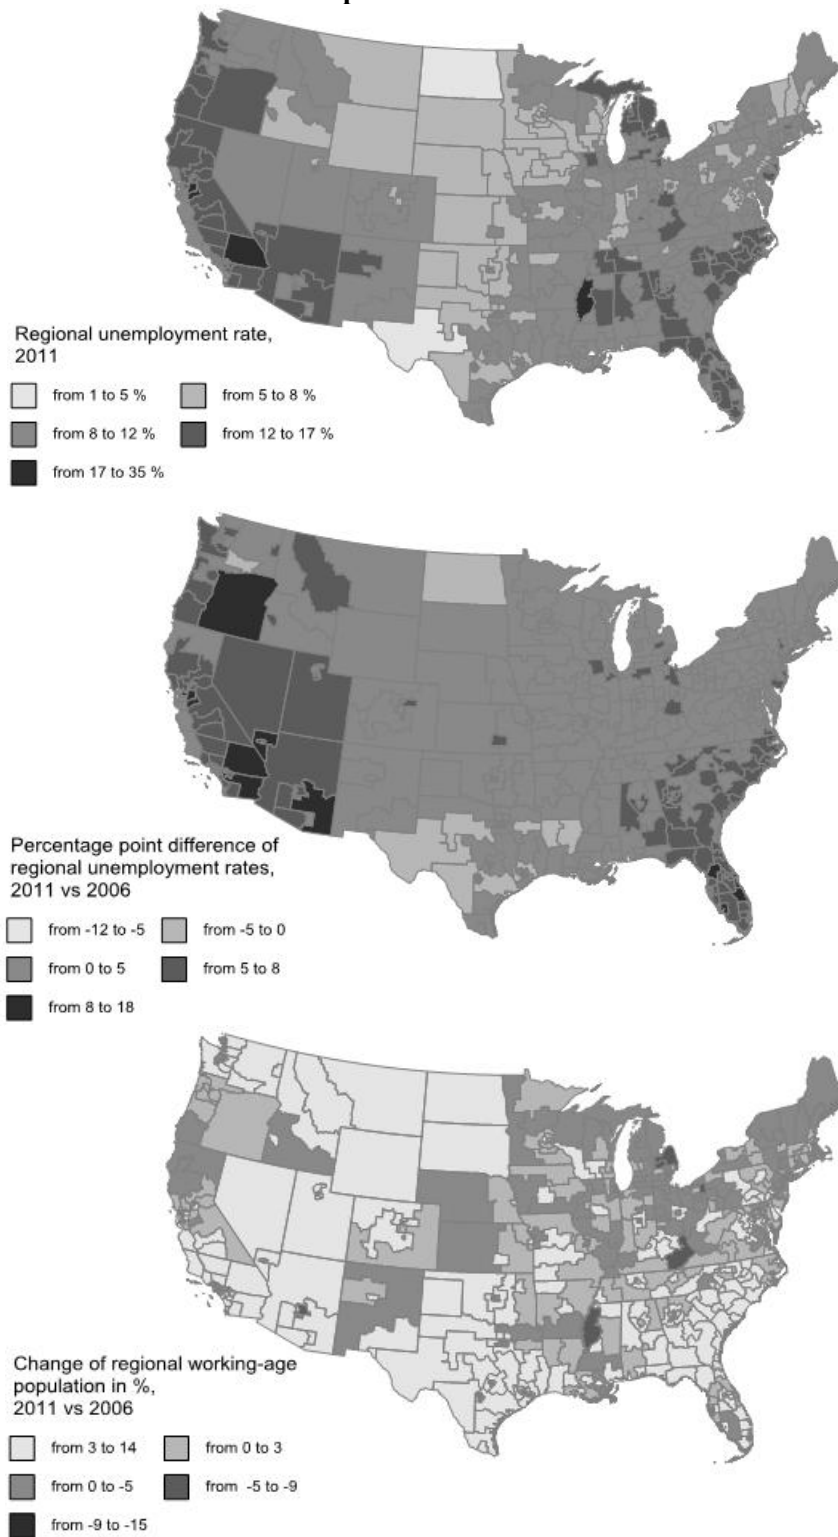 Regional unemployment rate,
2011
from 1 to 5 %
from 5 to 8 %
from 8 to 12 %
from 12 to 17 %
from 17 to 35 %
Percentage point difference of
regional unemployment rates,
2011 vs 2006
from -12 to -5
from -5 to 0
from 0 to 5
from 5 to 8
from 8 to 18
Change of regional working-age
population in %,
2011 vs 2006
from 3 to 14
from 0 to 3
from 0 to -5
from -5 to -9
from -9 to -15